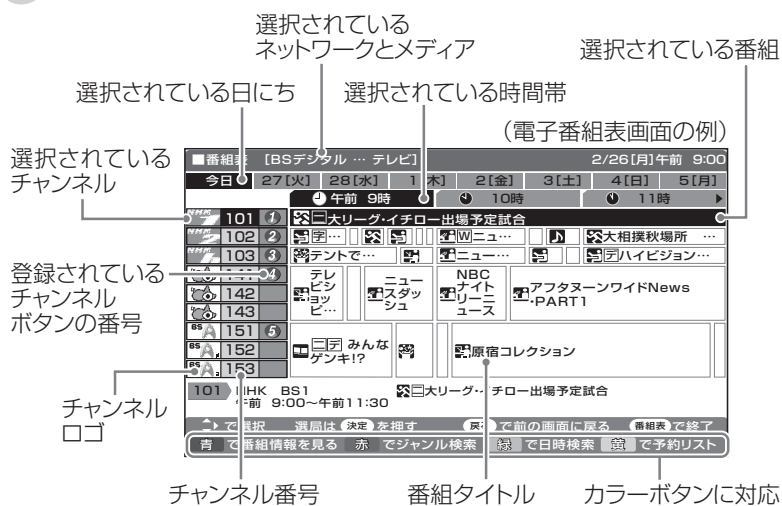 選択されている
ネットワークとメディア
選択されている番組
選択されている日にち
選択されている時間帯
(電子番組表画面の例)
選択されている
チャンネル
■番組表 [BSデジタル … テレビ] 2/26[月]午前 9:00
今日 27[火] 28[水] 1[木] 2[金] 3[土] 4[日] 5[月]
午前 9時 10時 11時
101 1 大リーグ・イチロー出場予定試合
102 2 字… Wニュ… 大相撲秋場所 …
103 3 テントで… ニュー… デハイビジョン…
登録されている
チャンネル
ボタンの番号
141 4
142
143
テレ
ビシ
ョッ
ピ…
ニュー
スダッ
シュ
NBC
ナイト
リーニ
ュース
アフタヌーンワイドNews
・PART1
BS 151 5
BS 152
BS 153
二デ みんな
ゲンキ!?
原宿コレクション
101 NHK BS1 大リーグ・イチロー出場予定試合
午前 9:00～午前11:30
チャンネル
ロゴ
で選択 選局は 決定 を押す 戻る で前の画面に戻る 番組表 で終了
青 で番組情報を見る 赤 でジャンル検索 緑 で日時検索 黄 で予約リスト
チャンネル番号
番組タイトル
カラーボタンに対応